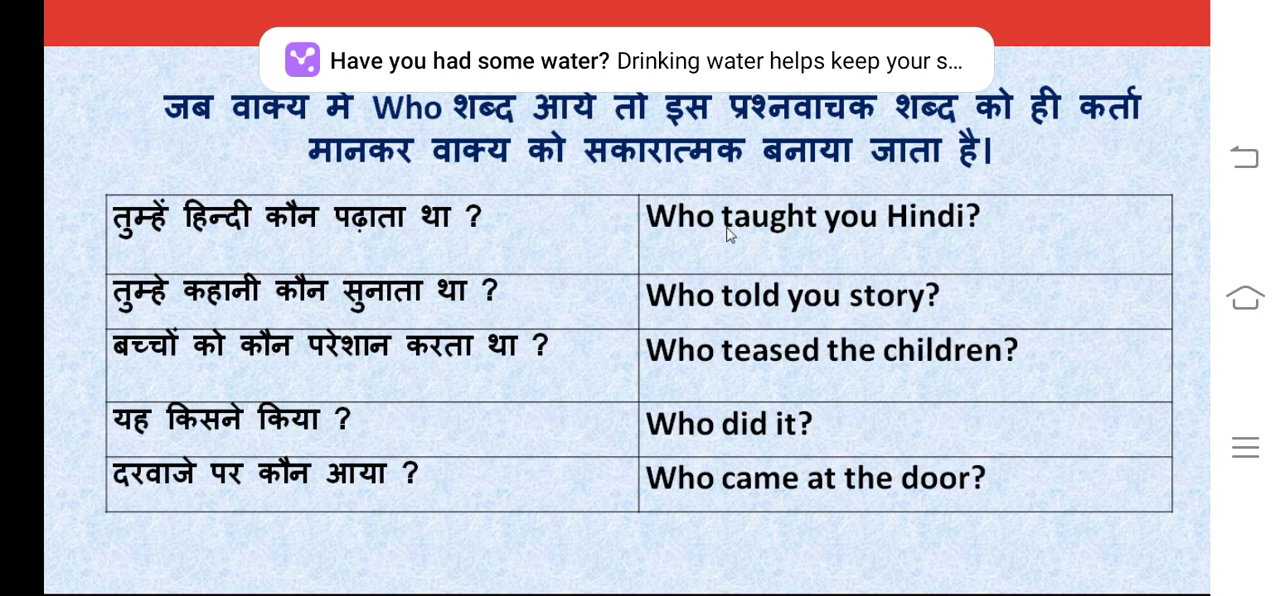 Have you had some water? Drinking water helps keep your s...
जब वाक्य में Who शब्द आये तो इस प्रश्नवाचक शब्द को ही कर्ता
मानकर वाक्य को सकारात्मक बनाया जाता है।
तुम्हें हिन्दी कौन पढ़ाता था ?
Who taught you Hindi?
तुम्हे कहानी कौन सुनाता था ?
Who told you story?
बच्चों को कौन परेशान करता था ?
Who teased the children?
यह किसने किया ?
Who did it?
दरवाजे पर कौन आया ?
Who came at the door?